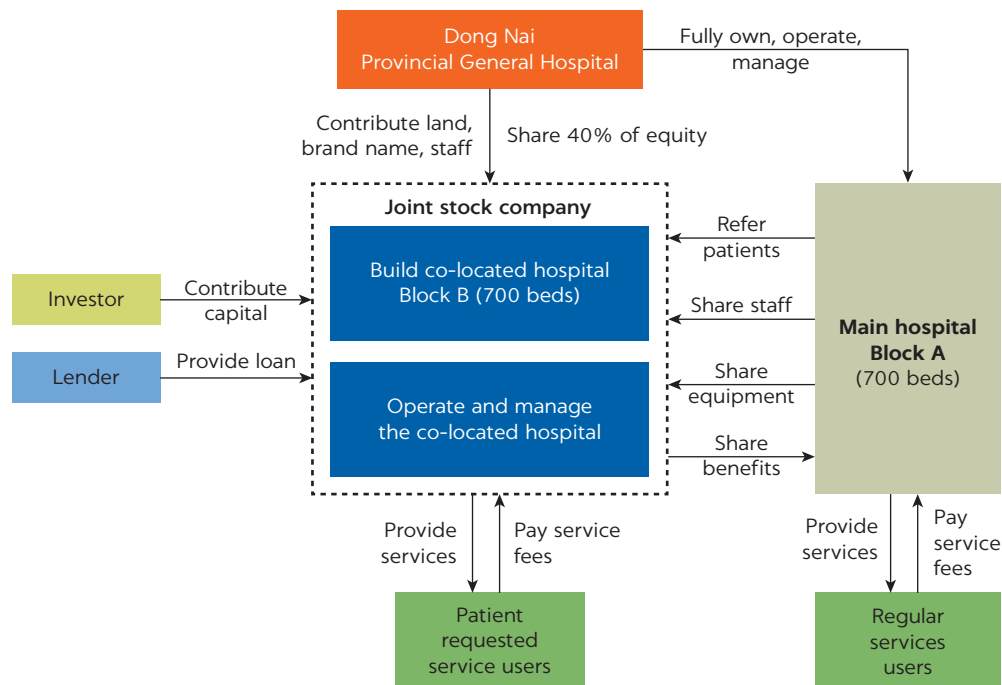 Dong Nai
Provincial General Hospital
Fully own, operate,
manage
Contribute land,
brand name, staff
Share 40% of equity
Joint stock company
Build co-located hospital
Block B (700 beds)
Operate and manage
the co-located hospital
Investor
Contribute
capital
Lender
Provide loan
Refer
patients
Share staff
Share
equipment
Share
benefits
Main hospital
Block A
(700 beds)
Provide
services
Pay service
fees
Provide
services
Pay
service
fees
Patient
requested
service users
Regular
services
users